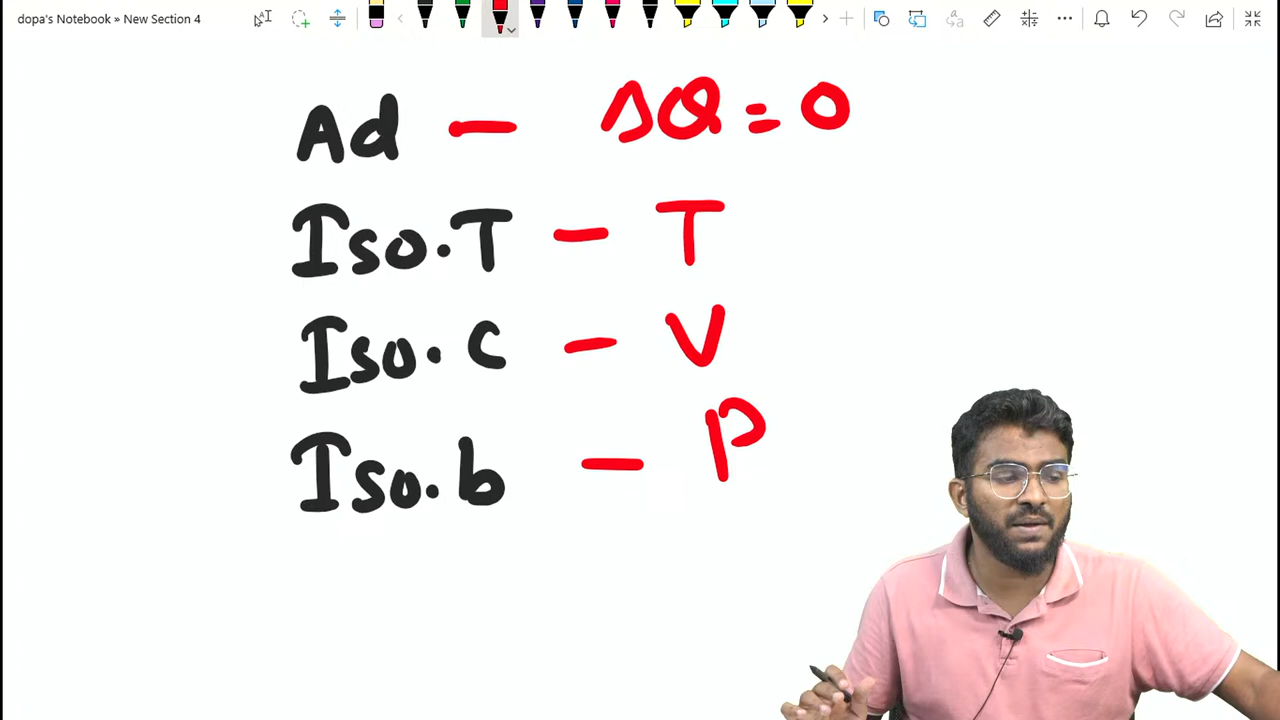 dopa's Notebook » New Section 4
Ad — ΔQ = 0
Iso.T — T
Iso.c — V
Iso.b — P